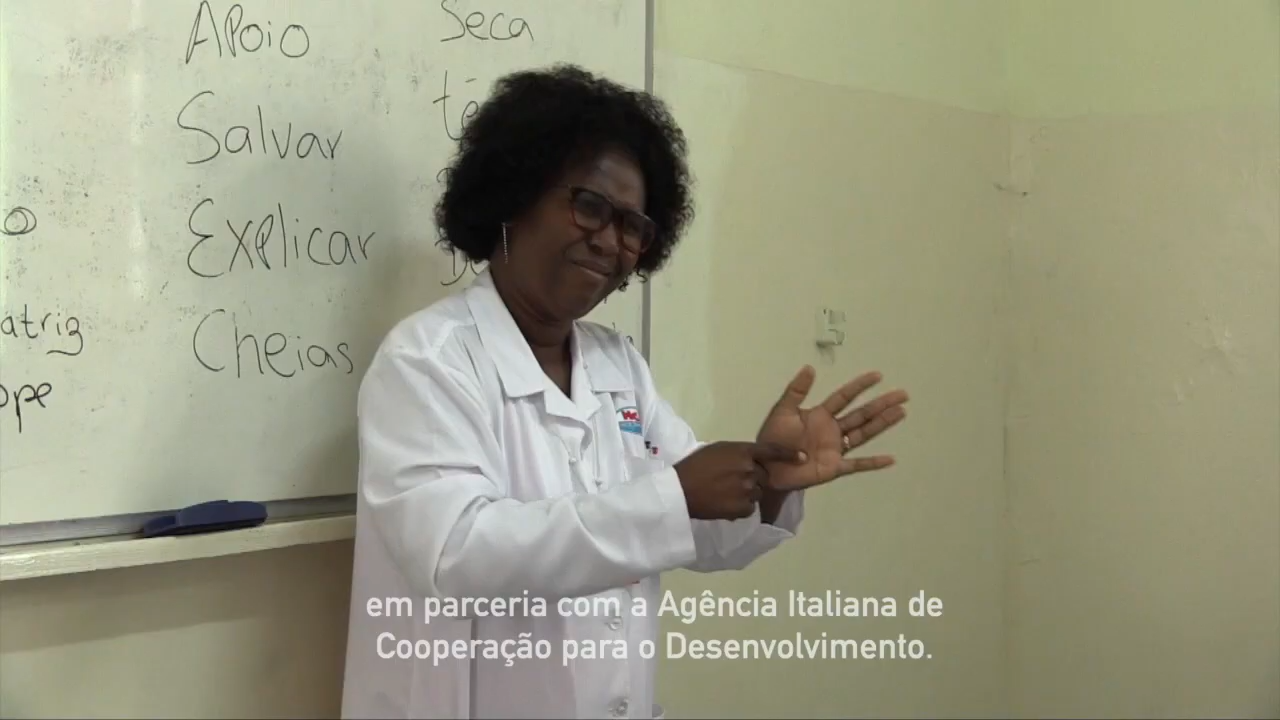 Apoio
Salvar
Explicar
Cheias
Seca
em parceria com a Agência Italiana de
Cooperação para o Desenvolvimento.